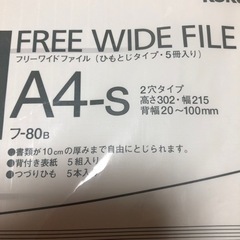 FREE WIDE FILE
フリーワイドファイル（ひもとじタイプ・5冊入り）
A4-S
2穴タイプ
高さ302・幅215
背幅20〜100mm
フ-80B
●書類が10cmの厚みまで自由にとじられます。
●背付き表紙 5組入り
●つづりひも 5本入